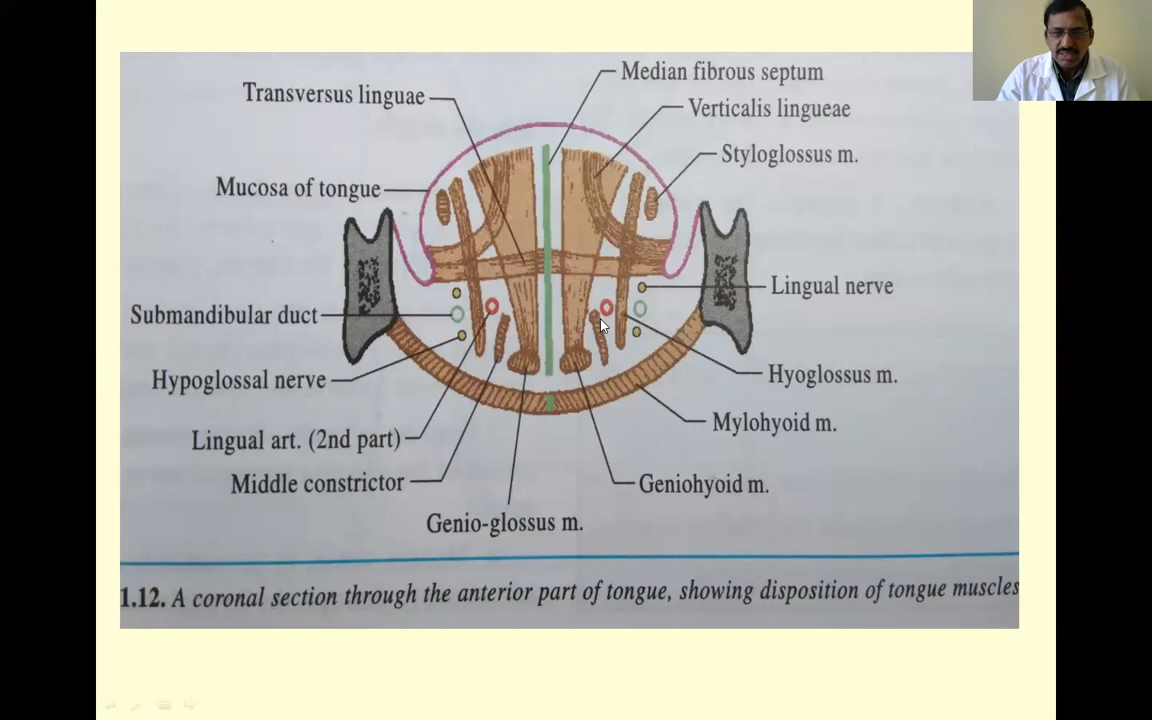 Median fibrous septum
Transversus linguae
Verticalis lingueae
Styloglossus m.
Mucosa of tongue
Lingual nerve
Submandibular duct
Hypoglossal nerve
Hyoglossus m.
Mylohyoid m.
Lingual art. (2nd part)
Middle constrictor
Geniohyoid m.
Genio-glossus m.
1.12. A coronal section through the anterior part of tongue, showing disposition of tongue muscles